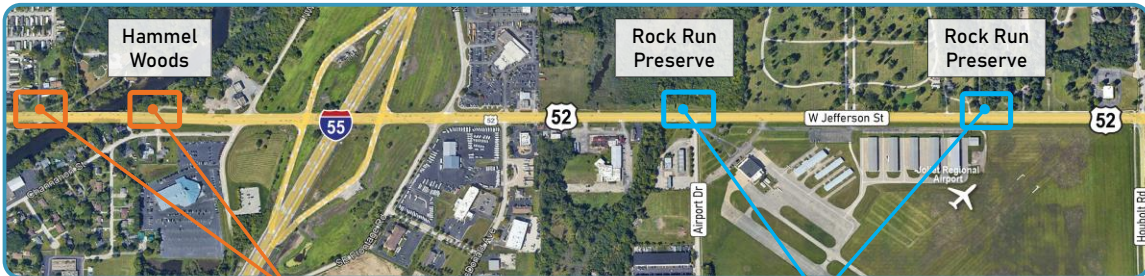 Hammel
Woods
Rock Run
Preserve
Rock Run
Preserve
55
52
52
W Jefferson St
52
Airport Dr
Joliet Regional
Airport
Houbolt Rd